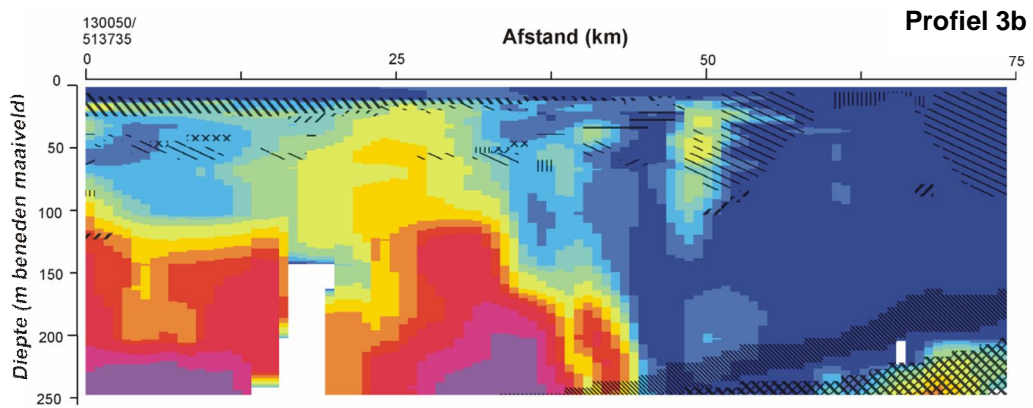 Profiel 3b
130050/
513735
Afstand (km)
0 25 50 75
Diepte (m beneden maaiveld)
0
50
100
150
200
250